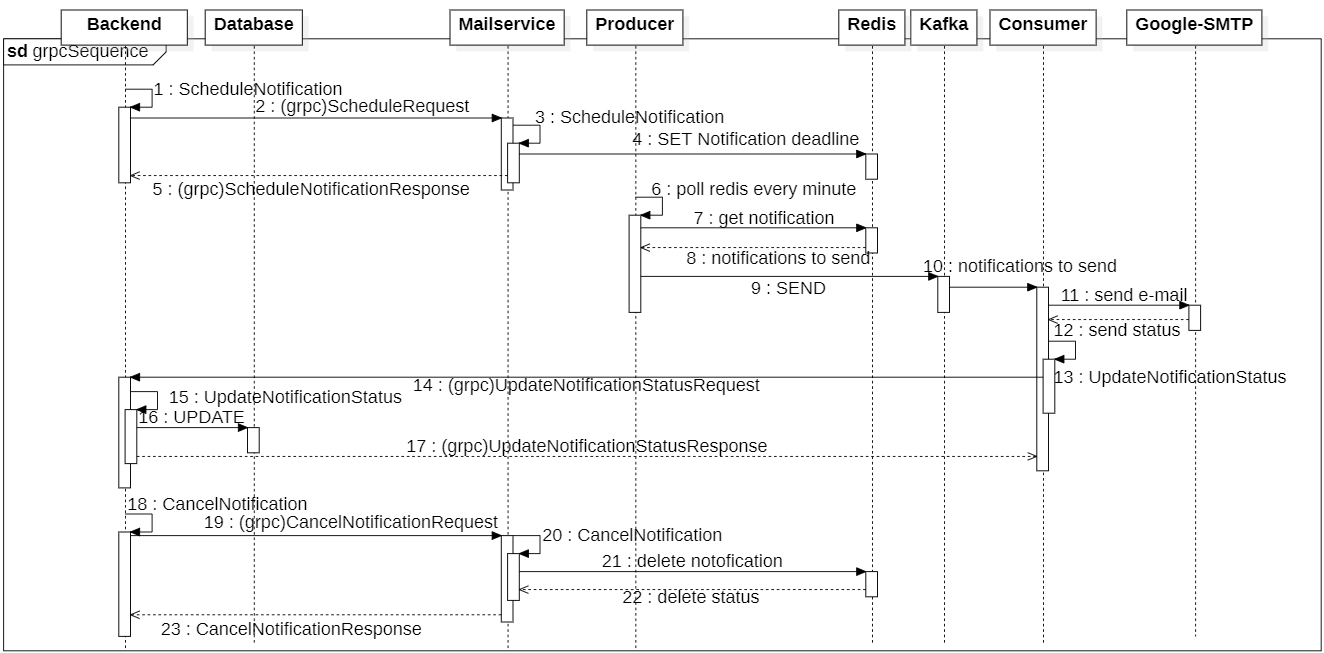 Backend
Database
Mailservice
Producer
Redis
Kafka
Consumer
Google-SMTP
sd grpcSequence
1 : ScheduleNotification
2 : (grpc)ScheduleRequest
3 : ScheduleNotification
4 : SET Notification deadline
5 : (grpc)ScheduleNotificationResponse
6 : poll redis every minute
7 : get notification
8 : notifications to send
9 : SEND
10 : notifications to send
11 : send e-mail
12 : send status
13 : UpdateNotificationStatus
14 : (grpc)UpdateNotificationStatusRequest
15 : UpdateNotificationStatus
16 : UPDATE
17 : (grpc)UpdateNotificationStatusResponse
18 : CancelNotification
19 : (grpc)CancelNotificationRequest
20 : CancelNotification
21 : delete notofication
22 : delete status
23 : CancelNotificationResponse